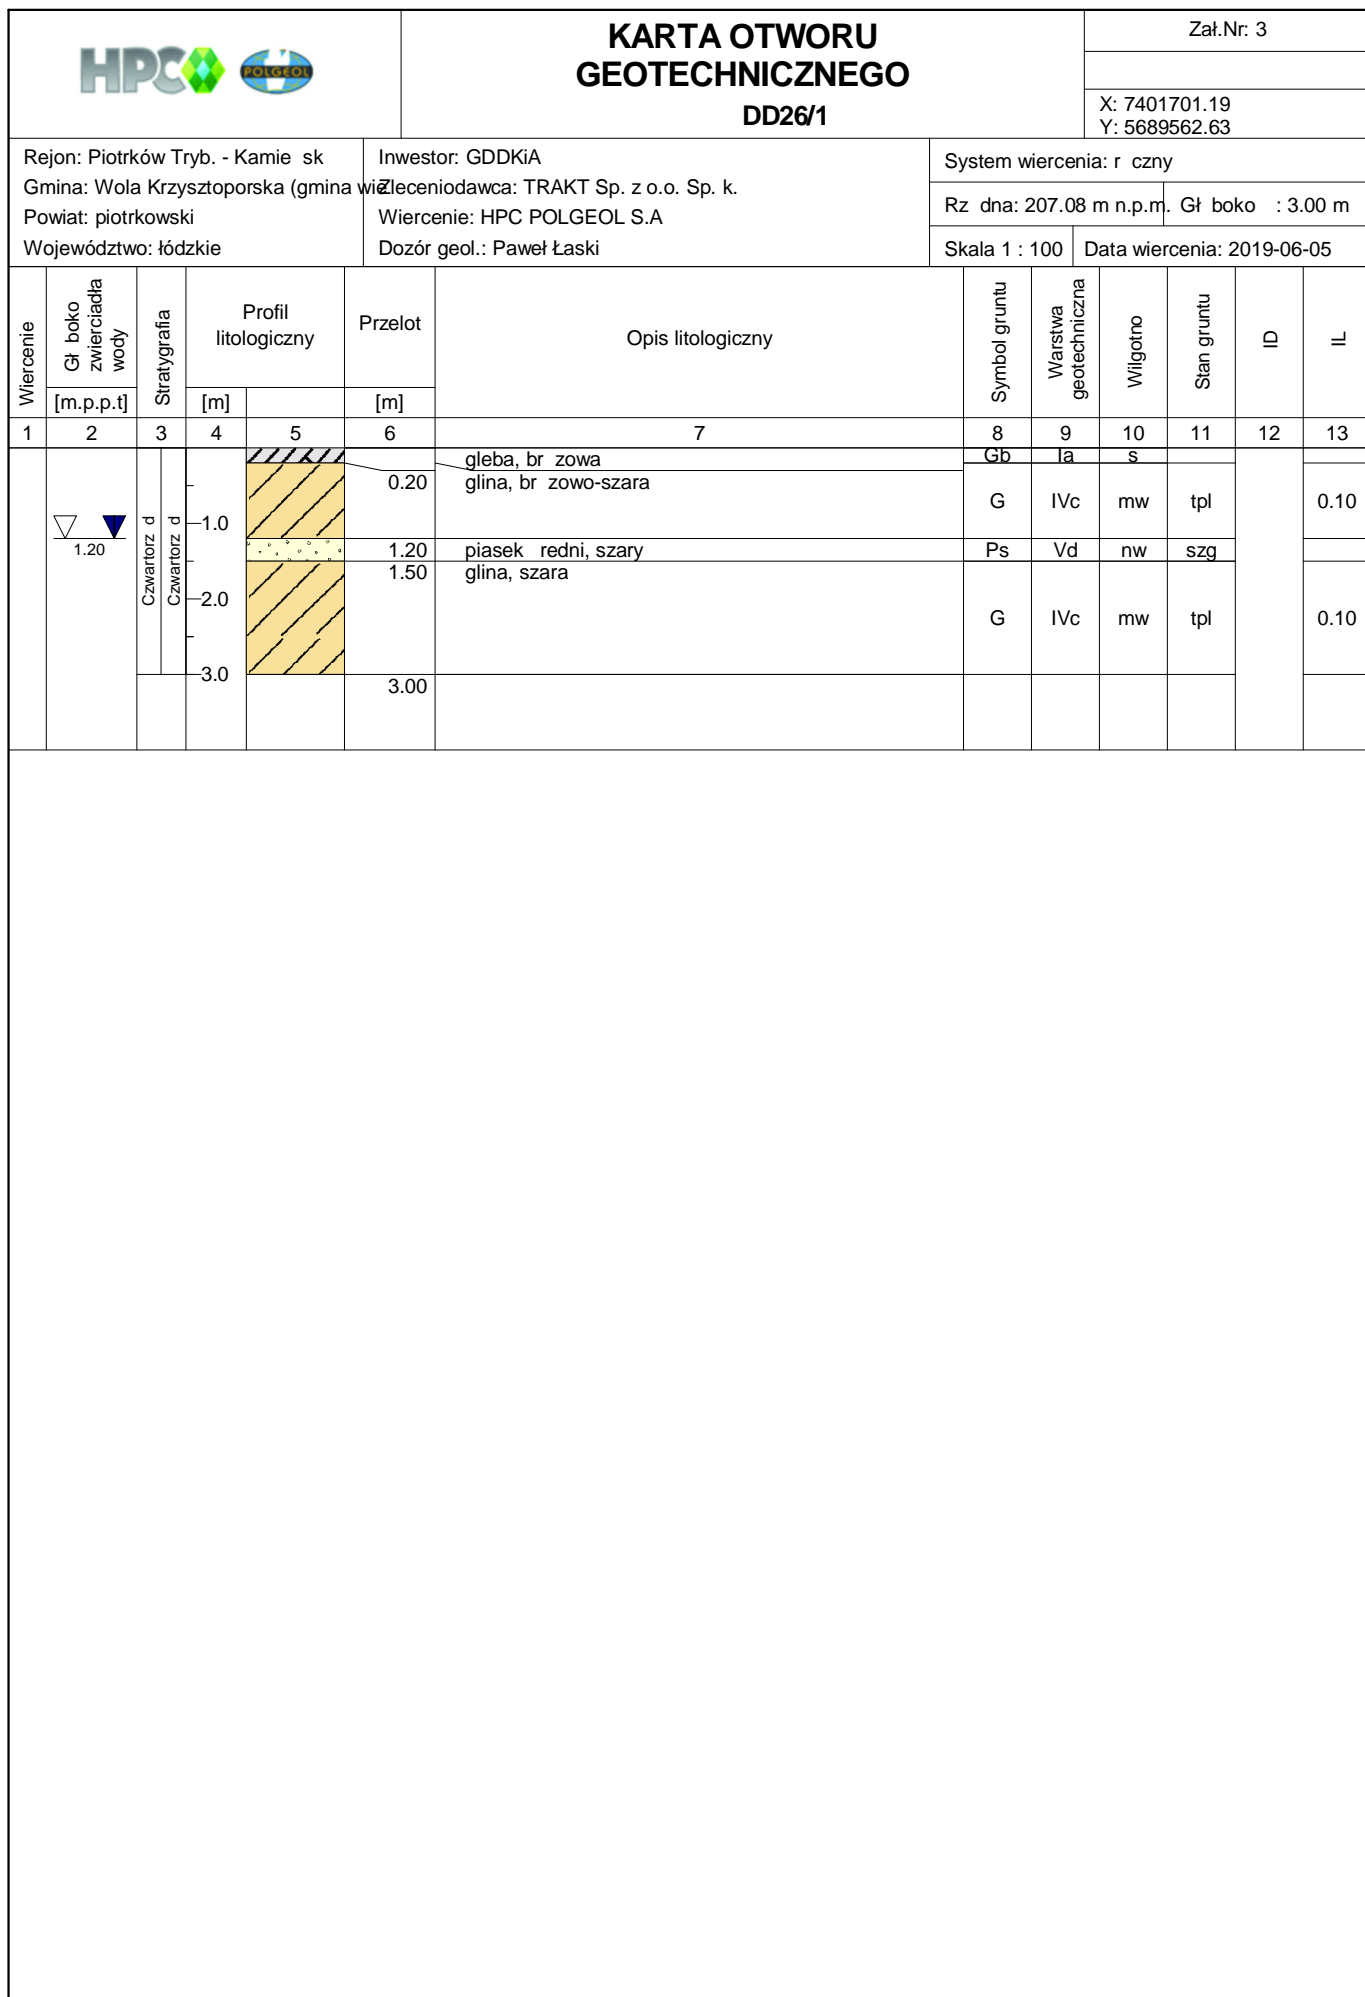 HPC POLGEOL
KARTA OTWORU
GEOTECHNICZNEGO
DD26/1
Zał.Nr: 3
X: 7401701.19
Y: 5689562.63
Rejon: Piotrków Tryb. - Kamie sk
Gmina: Wola Krzysztoporska (gmina wie
Powiat: piotrkowski
Województwo: łódzkie
Inwestor: GDDKiA
Zleceniodawca: TRAKT Sp. z o.o. Sp. k.
Wiercenie: HPC POLGEOL S.A
Dozór geol.: Paweł Łaski
System wiercenia: r czny
Rz dna: 207.08 m n.p.m. Gł boko : 3.00 m
Skala 1 : 100 Data wiercenia: 2019-06-05
Wiercenie
Gł boko
zwierciadła
wody
[m.p.p.t]
Stratygrafia
Profil
litologiczny
[m]
Przelot
[m]
Opis litologiczny
Symbol gruntu
Warstwa
geotechniczna
Wilgotno
Stan gruntu
ID
IL
1 2 3 4 5 6 7 8 9 10 11 12 13
gleba, br zowa Gb Ia s
0.20 glina, br zowo-szara G IVc mw tpl 0.10
1.0
1.20
Czwartorz d
Czwartorz d
1.20 piasek redni, szary Ps Vd nw szg
1.50 glina, szara
2.0 G IVc mw tpl 0.10
3.0
3.00